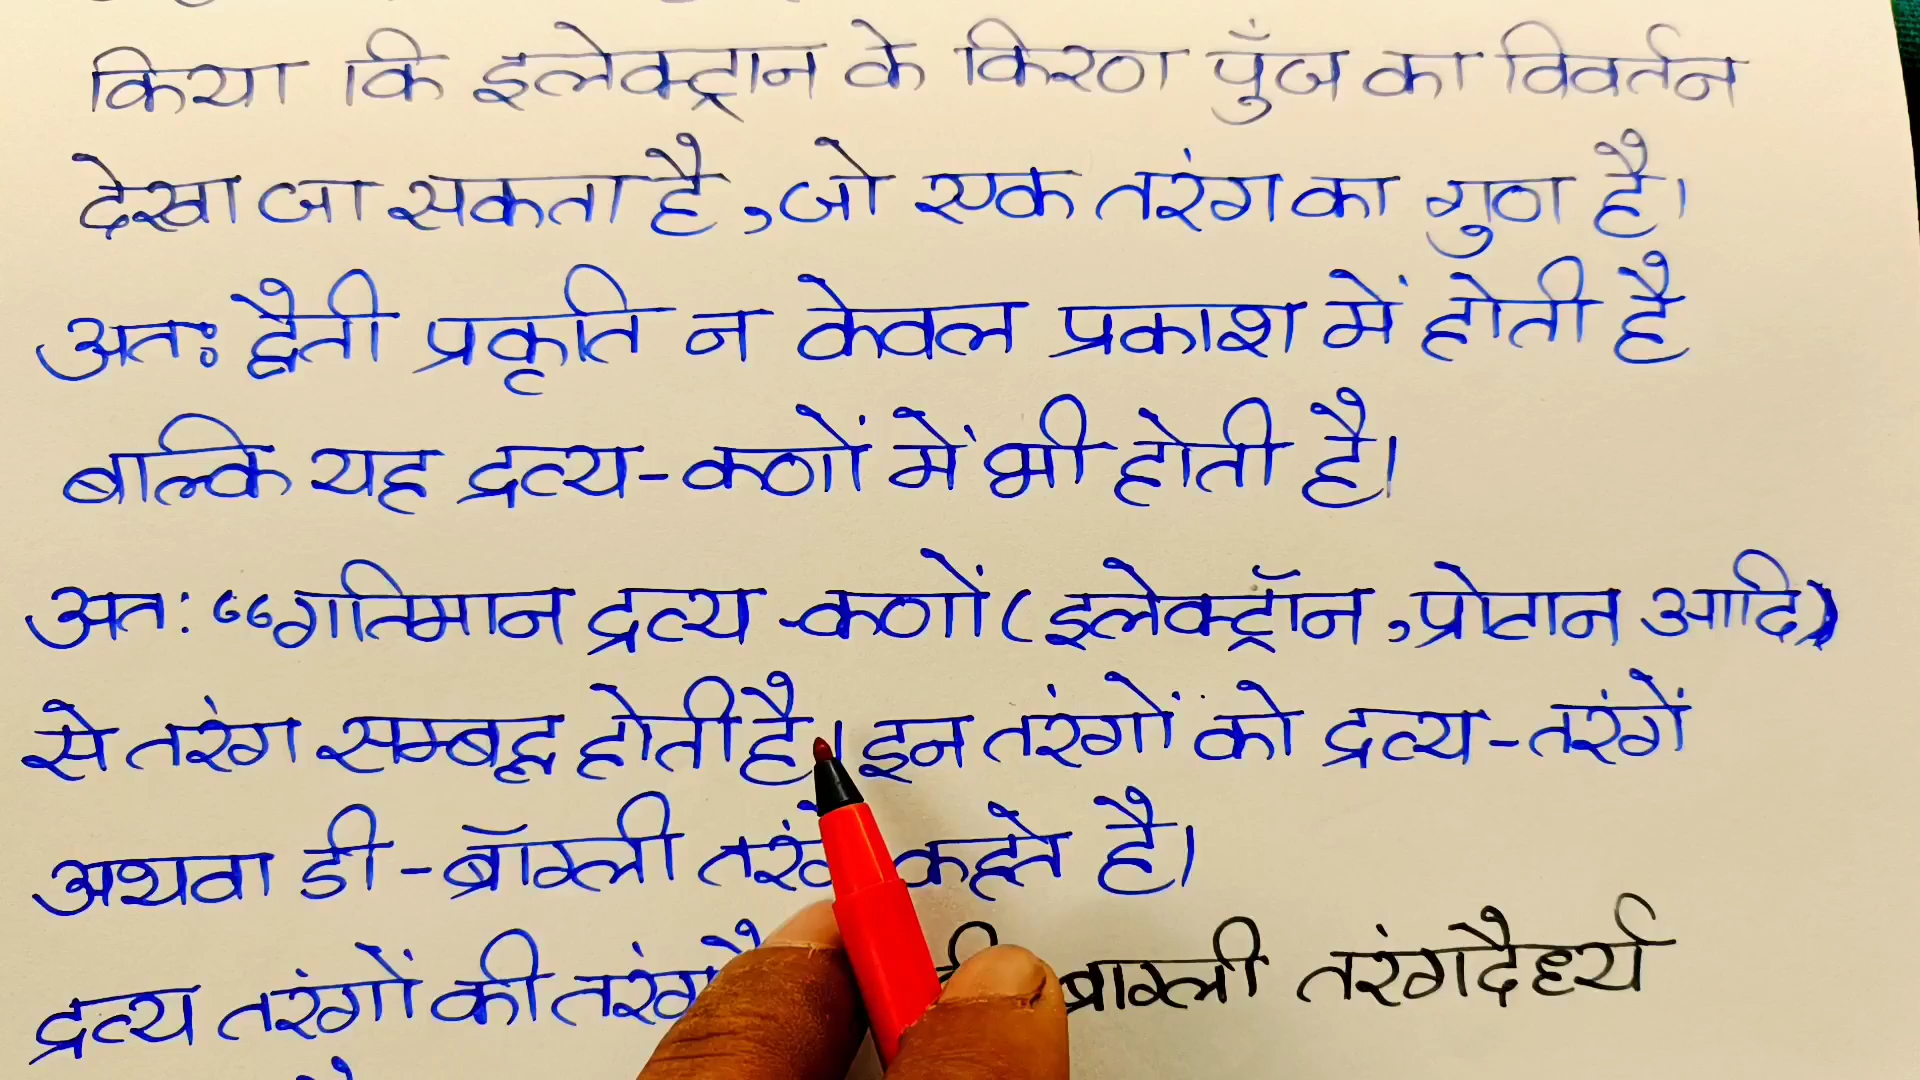 किया कि इलेक्ट्रान के किरण पुँज का विवर्तन
देखा जा सकता है, जो एक तरंग का गुण है।
अतः द्वैती प्रकृति न केवल प्रकाश में होती है
बल्कि यह द्रव्य-कणों में भी होती है।
अतः “गतिमान द्रव्य-कणों (इलेक्ट्रॉन, प्रोटान आदि)
से तरंग सम्बद्ध होती है। इन तरंगों को द्रव्य-तरंगें
अथवा डी-ब्रॉग्ली कहते है।
द्रव्य तरंगों की ब्राग्ली तरंगदैर्ध्य